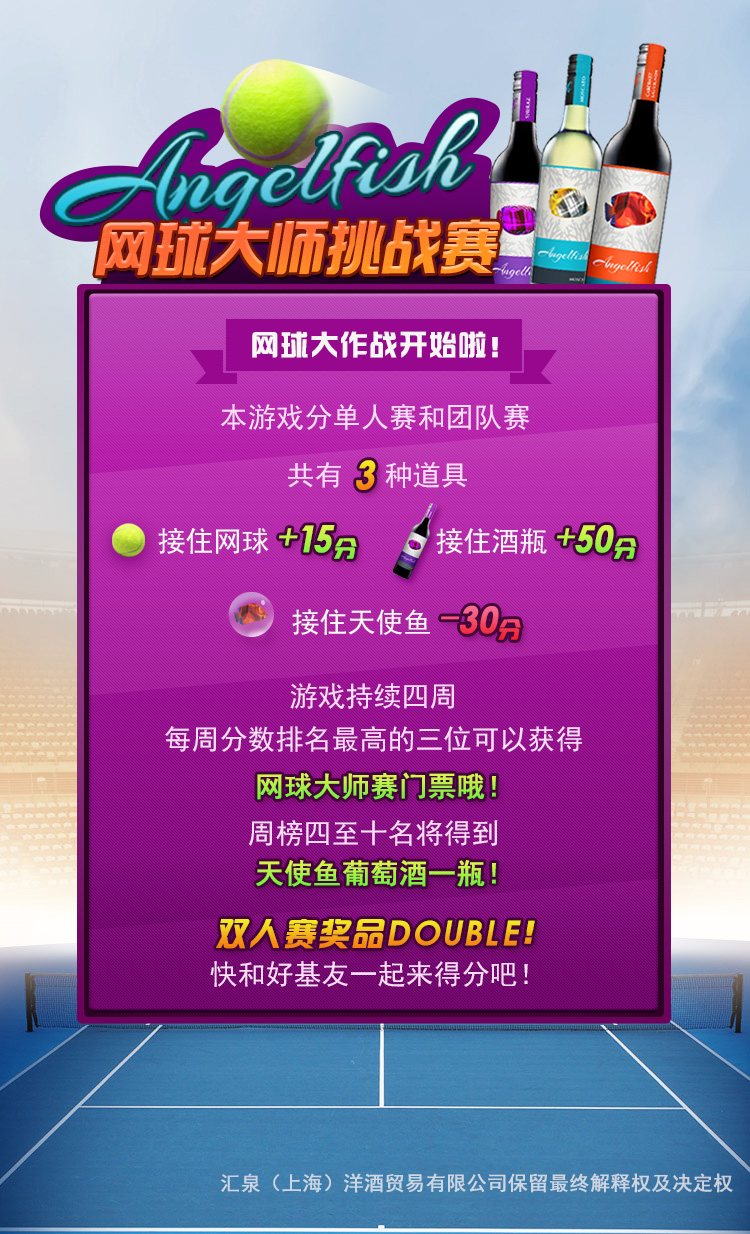 Angelfish
网球大师挑战赛
SHIRAZ
MOSCATO
Angelfish
Angelfish
网球大作战开始啦!
本游戏分单人赛和团队赛
共有 3 种道具
接住网球 +15分 接住酒瓶 +50分
接住天使鱼 -30分
游戏持续四周
每周分数排名最高的三位可以获得
网球大师赛门票哦!
周榜四至十名将得到
天使鱼葡萄酒一瓶!
双人赛奖品DOUBLE!
快和好基友一起来得分吧!
汇泉（上海）洋酒贸易有限公司保留最终解释权及决定权